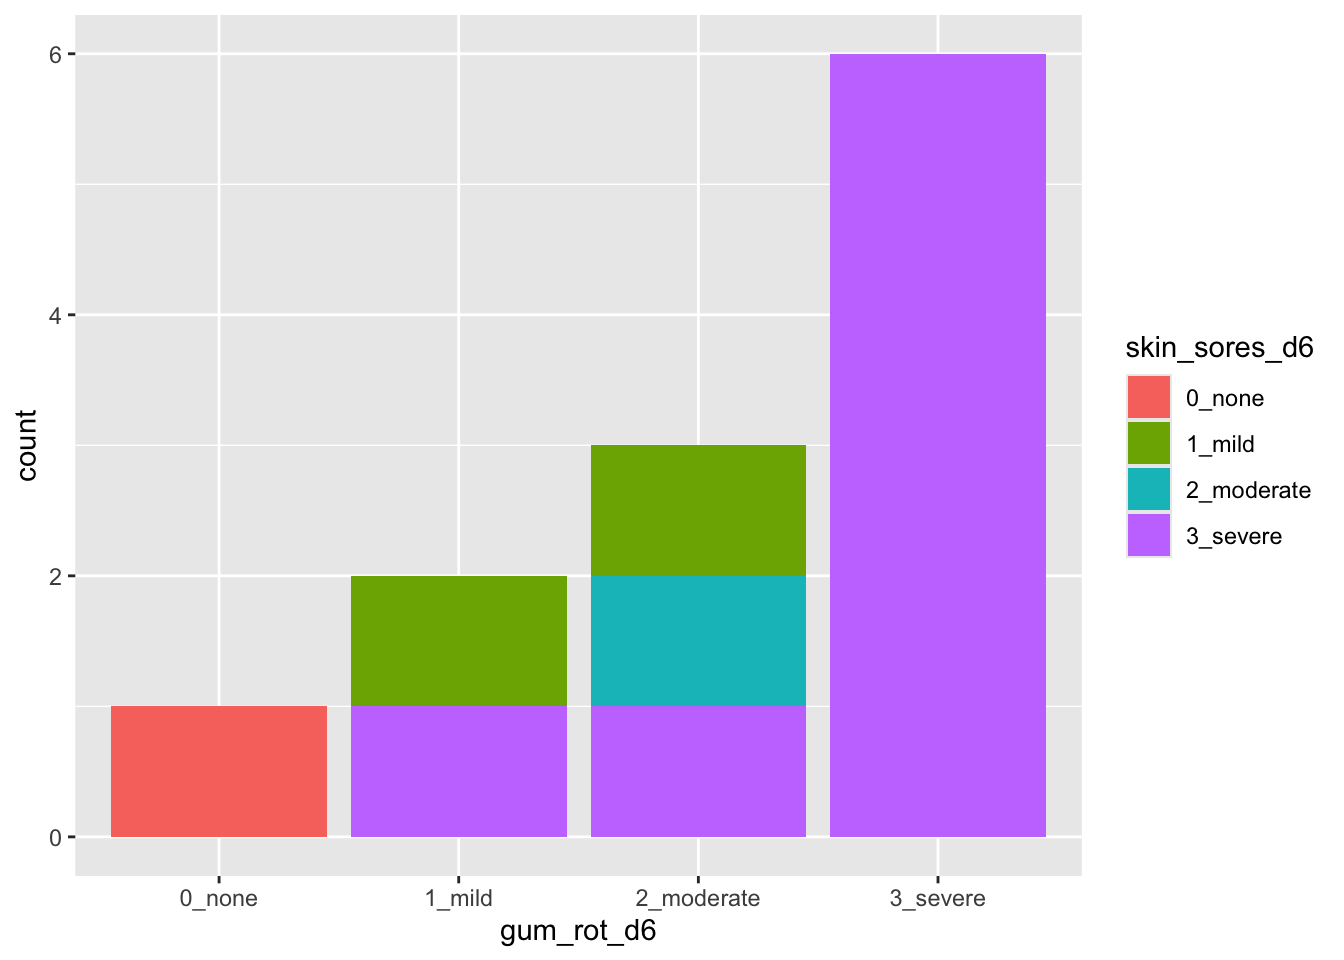 6
4
2
0
count
0_none
1_mild
2_moderate
3_severe
gum_rot_d6
skin_sores_d6
0_none
1_mild
2_moderate
3_severe